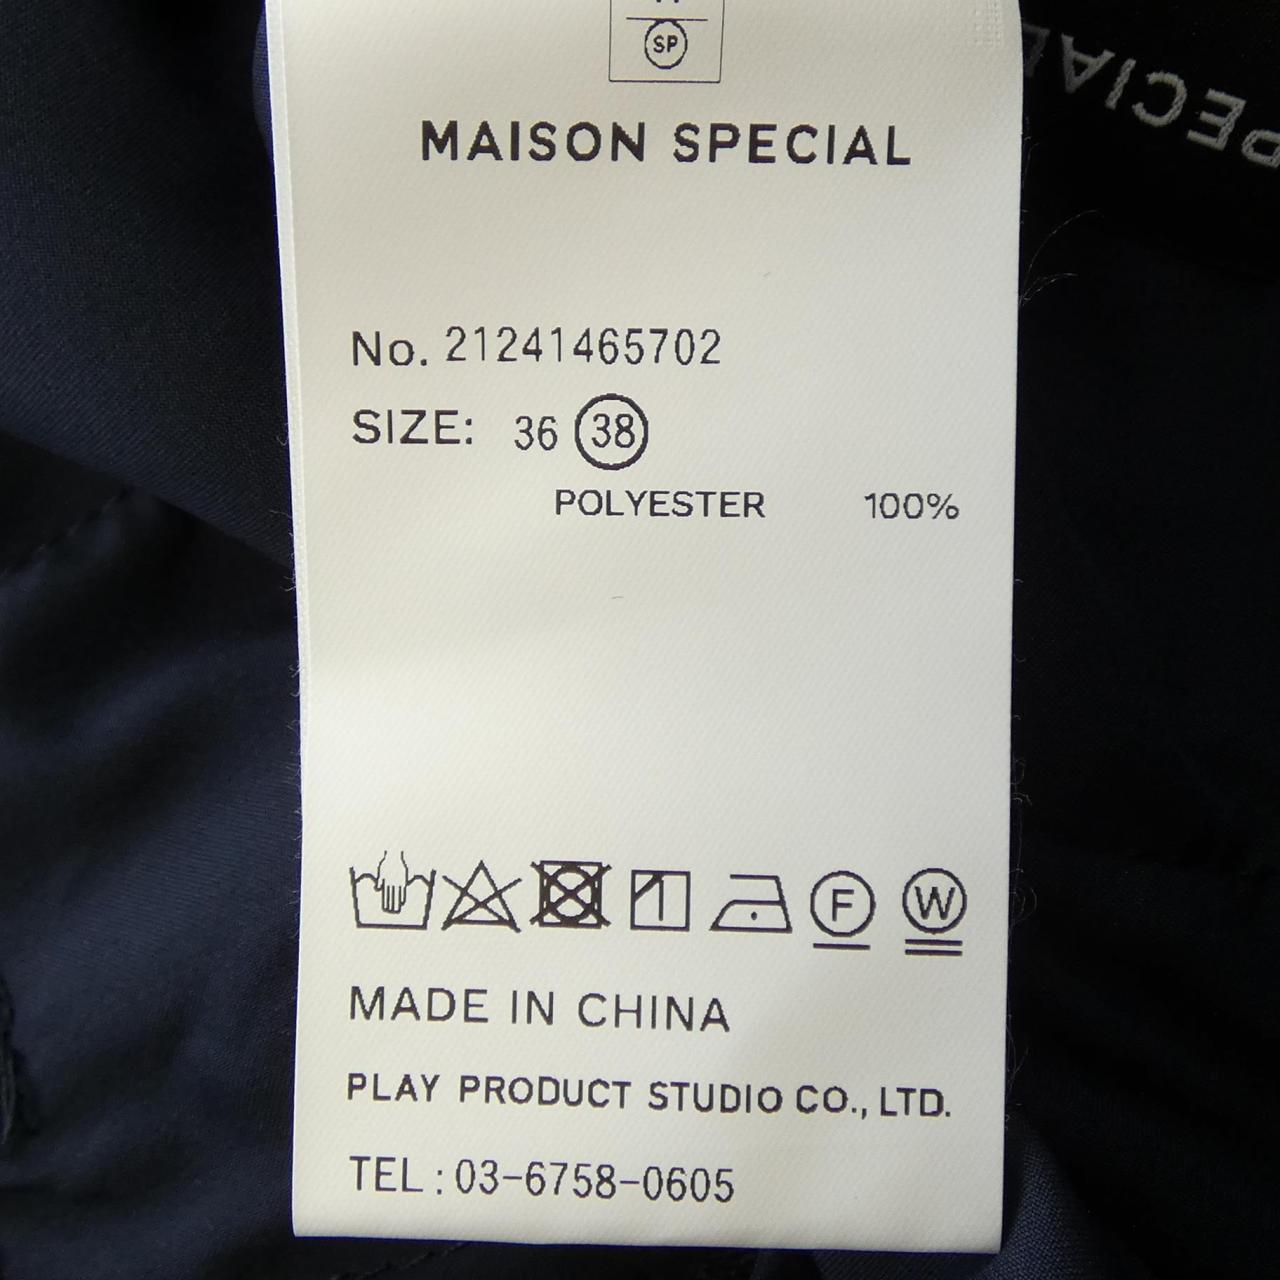 SP
MAISON SPECIAL
PECIAL
No. 21241465702
SIZE: 36 38
POLYESTER 100%
F W
MADE IN CHINA
PLAY PRODUCT STUDIO CO., LTD.
TEL : 03-6758-0605